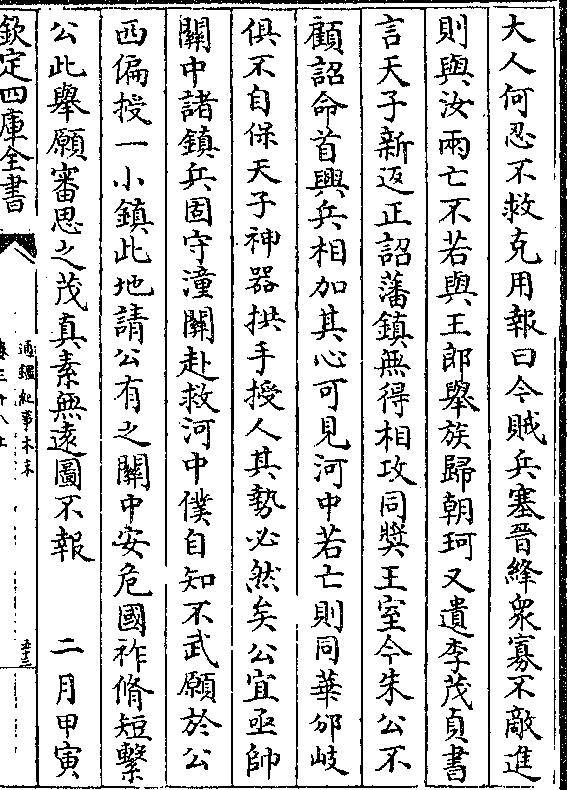 大人何忍不救克用報曰今賊兵塞晉絳衆寡不敵進
則與汝兩亡不若與王郎舉族歸朝珂又遺李茂貞書
言天子新返正詔藩鎮無得相攻同獎王室今朱公不
顧詔命首興兵相加其心可見河中若亡則同華邠岐
俱不自保天子神器拱手授人其勢必然矣公宜亟帥
關中諸鎮兵固守潼關赴救河中僕自知不武願於公
西偏授一小鎮此地請公有之關中安危國祚脩短繫
公此舉願審思之茂真素無遠圖不報　二月甲寅
欽定四庫全書
通鑑紀事本末